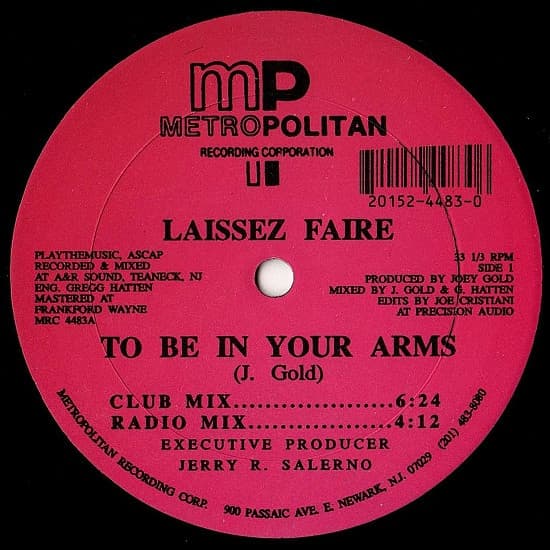 mP
METROPOLITAN
RECORDING CORPORATION
20152-4483-0
LAISSEZ FAIRE
PLAYTHEMUSIC, ASCAP
RECORDED & MIXED
AT A&R SOUND, TEANECK, NJ
ENG. GREGG HATTEN
MASTERED AT
FRANKFORD WAYNE
MRC 4483A
33 1/3 RPM
SIDE 1
PRODUCED BY JOEY GOLD
MIXED BY J. GOLD & G. HATTEN
EDITS BY JOE CRISTIANI
AT PRECISION AUDIO
TO BE IN YOUR ARMS
(J. Gold)
CLUB MIX....................6:24
RADIO MIX..................4:12
EXECUTIVE PRODUCER
JERRY R. SALERNO
METROPOLITAN RECORDING CORP. 900 PASSAIC AVE. E. NEWARK, N.J. 07029 (201) 483-8080